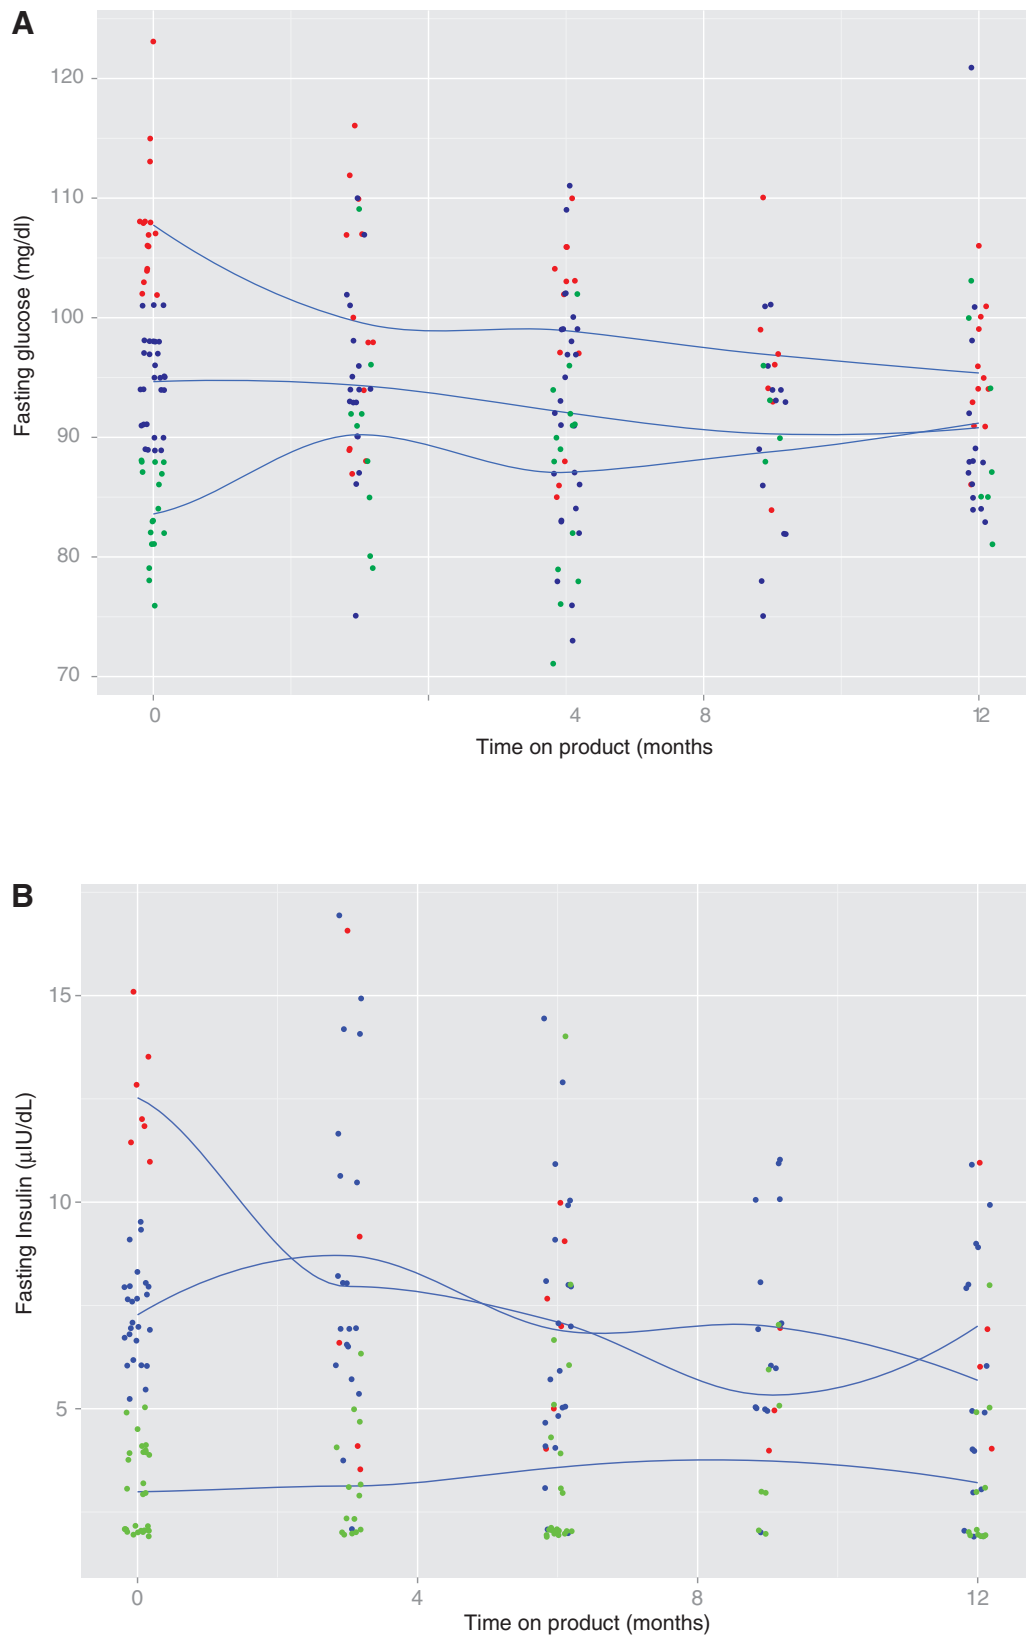 A
120
110
100
90
80
70
Fasting glucose (mg/dl)
0 4 8 12
Time on product (months
B
15
10
5
Fasting Insulin (µIU/dL)
0 4 8 12
Time on product (months)